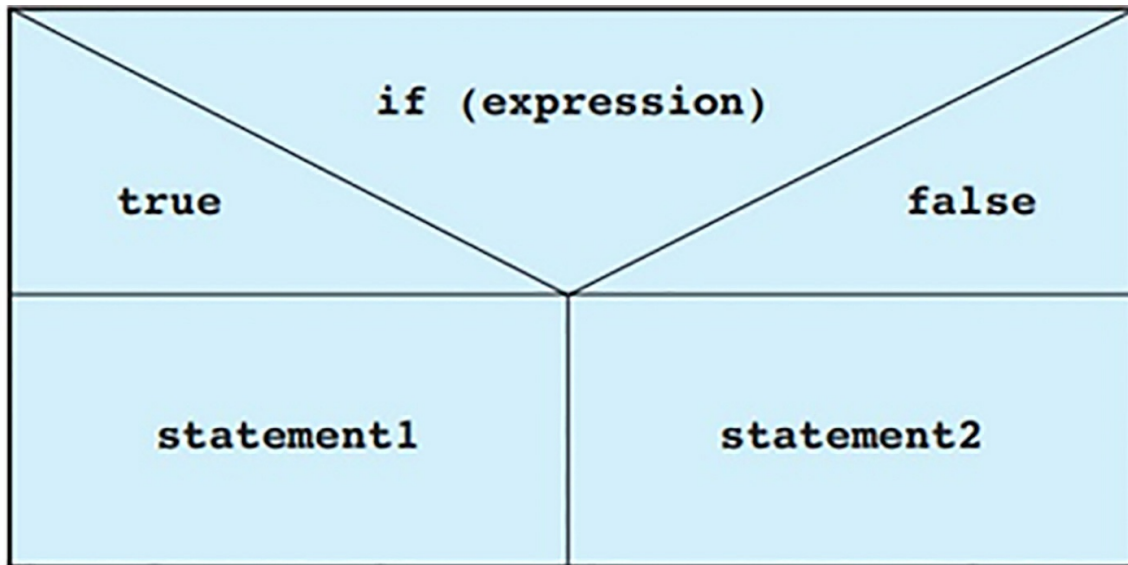 if (expression)
true
false
statement1
statement2